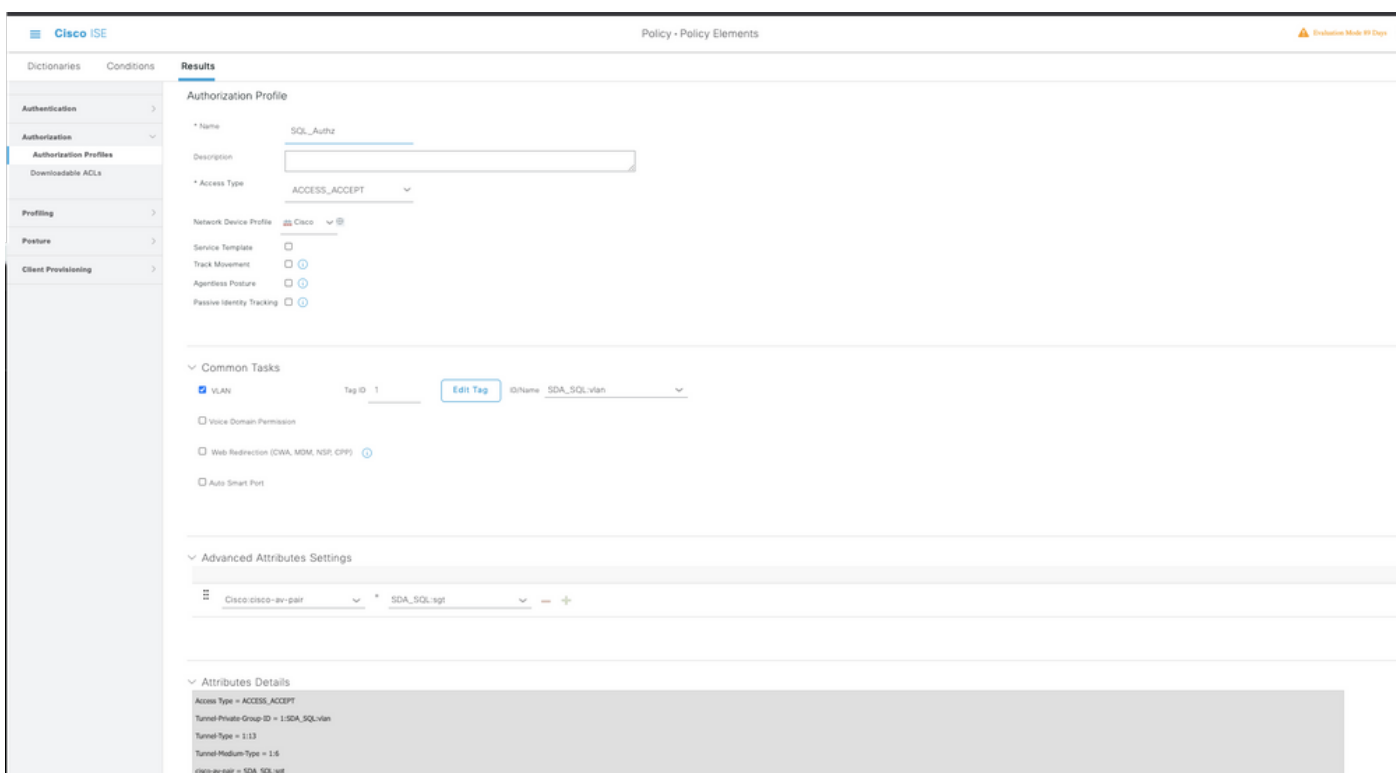 Cisco ISE
Policy · Policy Elements
Evaluation Mode 89 Days
Dictionaries
Conditions
Results
Authentication
Authorization
Authorization Profiles
Downloadable ACLs
Profiling
Posture
Client Provisioning
Authorization Profile
* Name
SQL_Authz
Description
* Access Type
ACCESS_ACCEPT
Network Device Profile
Cisco
Service Template
Track Movement
Agentless Posture
Passive Identity Tracking
Common Tasks
VLAN
Tag ID 1
Edit Tag
ID/Name SDA_SQL:vlan
Voice Domain Permission
Web Redirection (CWA, MDM, NSP, CPP)
Auto Smart Port
Advanced Attributes Settings
Cisco:cisco-av-pair
=
SDA_SQL:sgt
Attributes Details
Access Type = ACCESS_ACCEPT
Tunnel-Private-Group-ID = 1:SDA_SQL:vlan
Tunnel-Type = 1:13
Tunnel-Medium-Type = 1:6
cisco-av-pair = SDA_SQL:sgt